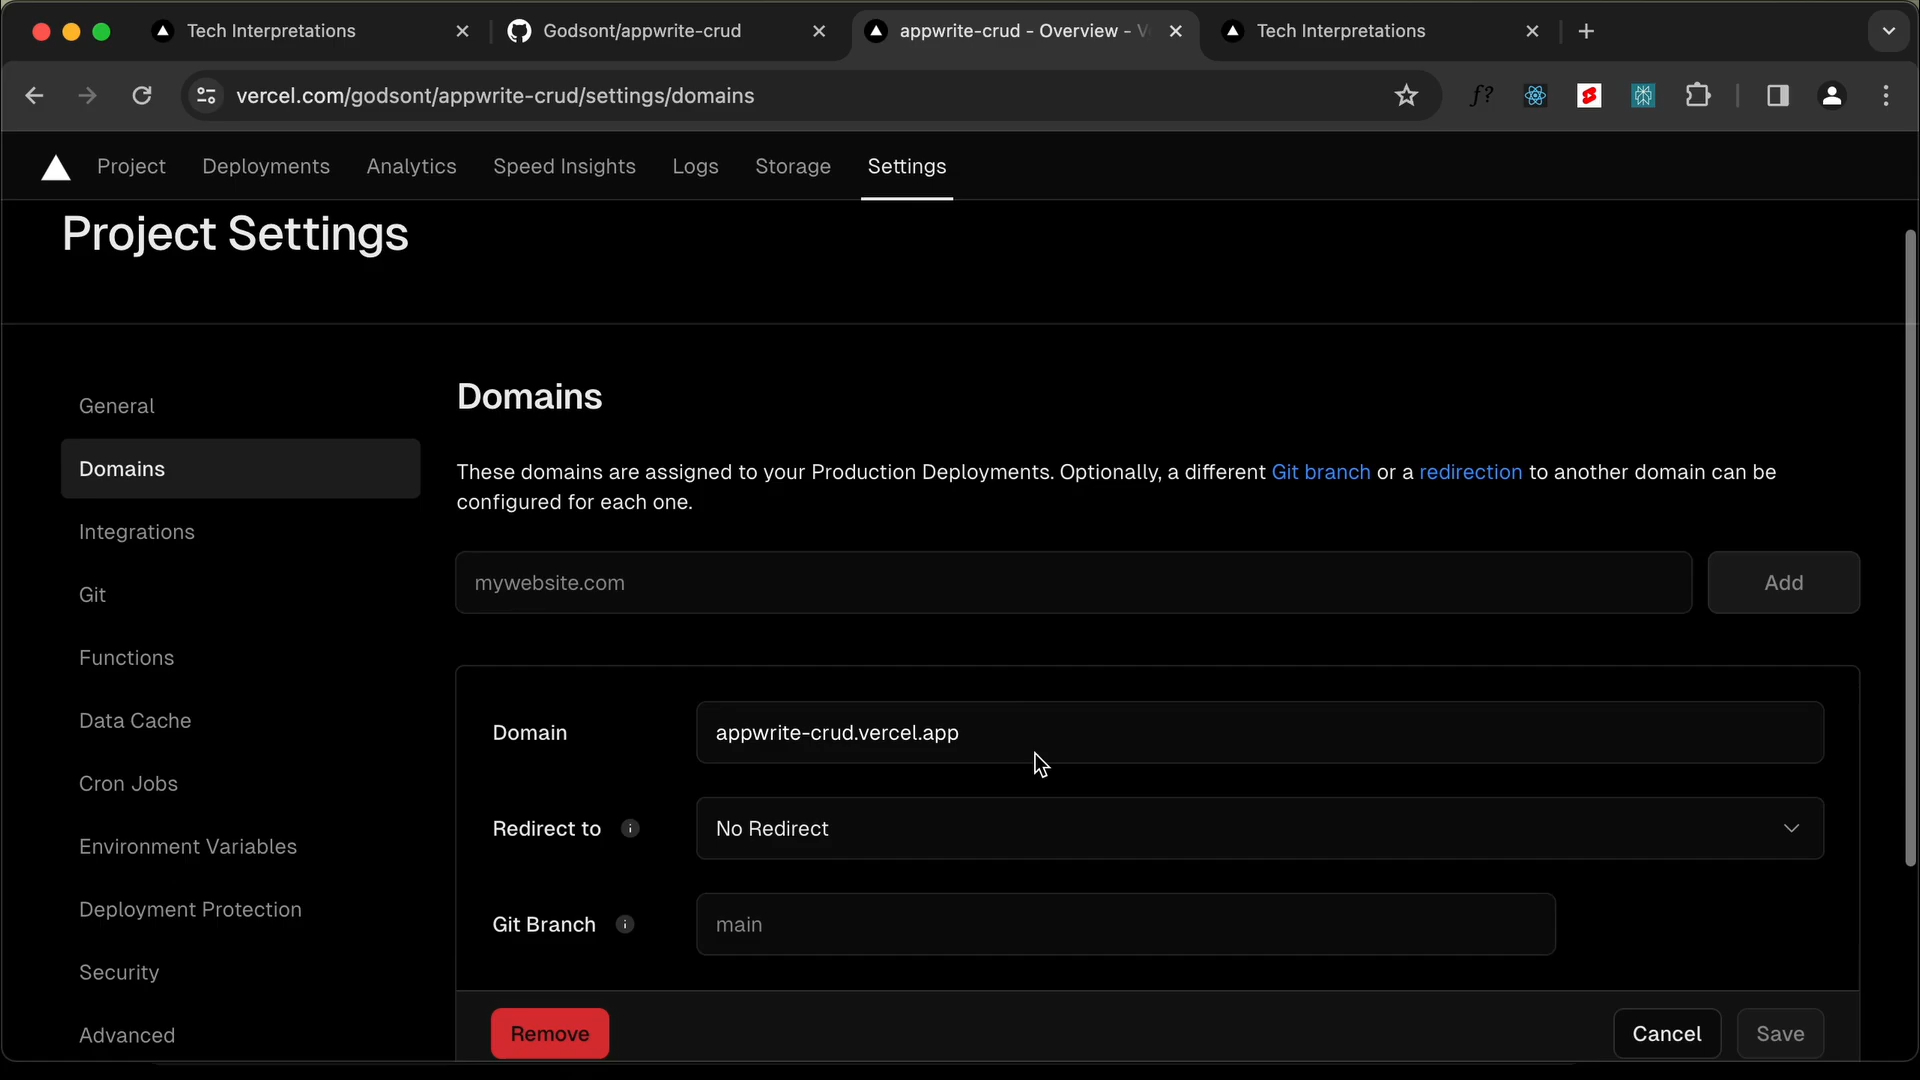 Tech Interpretations
Godsont/appwrite-crud
appwrite-crud - Overview - V
Tech Interpretations
vercel.com/godsont/appwrite-crud/settings/domains
f?
Project
Deployments
Analytics
Speed Insights
Logs
Storage
Settings
Project Settings
General
Domains
Integrations
Git
Functions
Data Cache
Cron Jobs
Environment Variables
Deployment Protection
Security
Advanced
Domains
These domains are assigned to your Production Deployments. Optionally, a different Git branch or a redirection to another domain can be
configured for each one.
mywebsite.com
Add
Domain
appwrite-crud.vercel.app
Redirect to
No Redirect
Git Branch
main
Remove
Cancel
Save